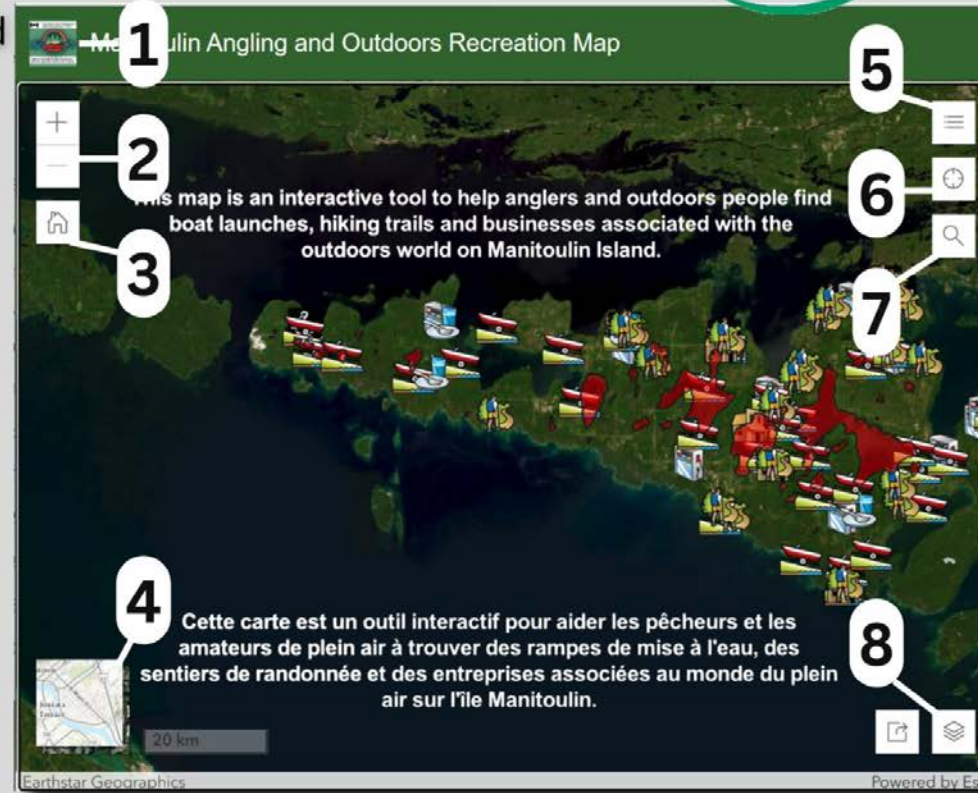 d
1
Manitoulin Angling and Outdoors Recreation Map
5
2
6
This map is an interactive tool to help anglers and outdoors people find
boat launches, hiking trails and businesses associated with the
outdoors world on Manitoulin Island.
3
7
4
Cette carte est un outil interactif pour aider les pêcheurs et les
amateurs de plein air à trouver des rampes de mise à l'eau, des
sentiers de randonnée et des entreprises associées au monde du plein
air sur l'île Manitoulin.
8
20 km
Earthstar Geographics
Powered by Es